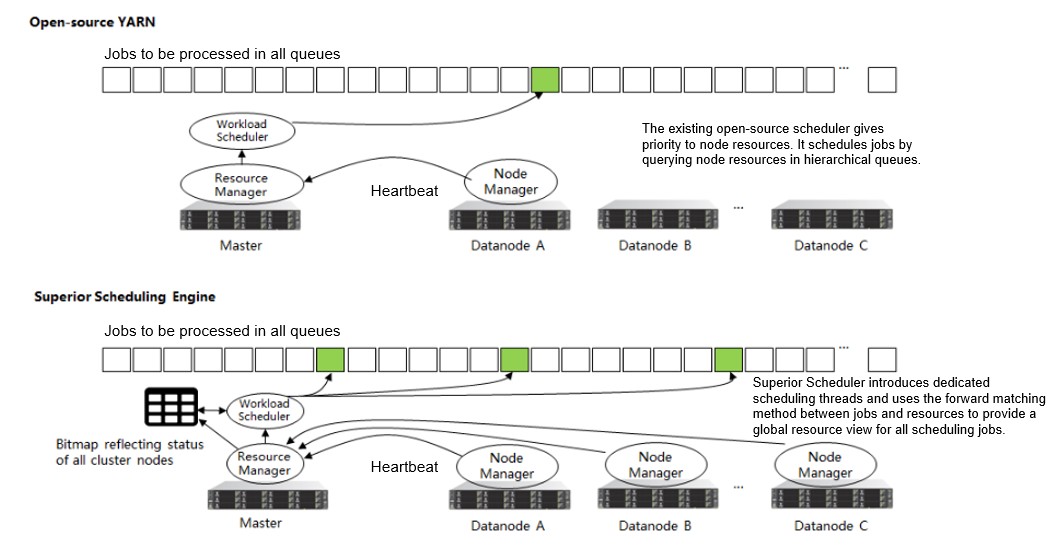 Open-source YARN
Jobs to be processed in all queues
...
Workload
Scheduler
The existing open-source scheduler gives
priority to node resources. It schedules jobs by
querying node resources in hierarchical queues.
Resource
Manager
Heartbeat
Node
Manager
...
Master
Datanode A
Datanode B
Datanode C
Superior Scheduling Engine
Jobs to be processed in all queues
...
Superior Scheduler introduces dedicated
scheduling threads and uses the forward matching
method between jobs and resources to provide a
global resource view for all scheduling jobs.
Workload
Scheduler
Bitmap reflecting status
of all cluster nodes
Resource
Manager
Heartbeat
Node
Manager
Node
Manager
Node
Manager
...
Master
Datanode A
Datanode B
Datanode C